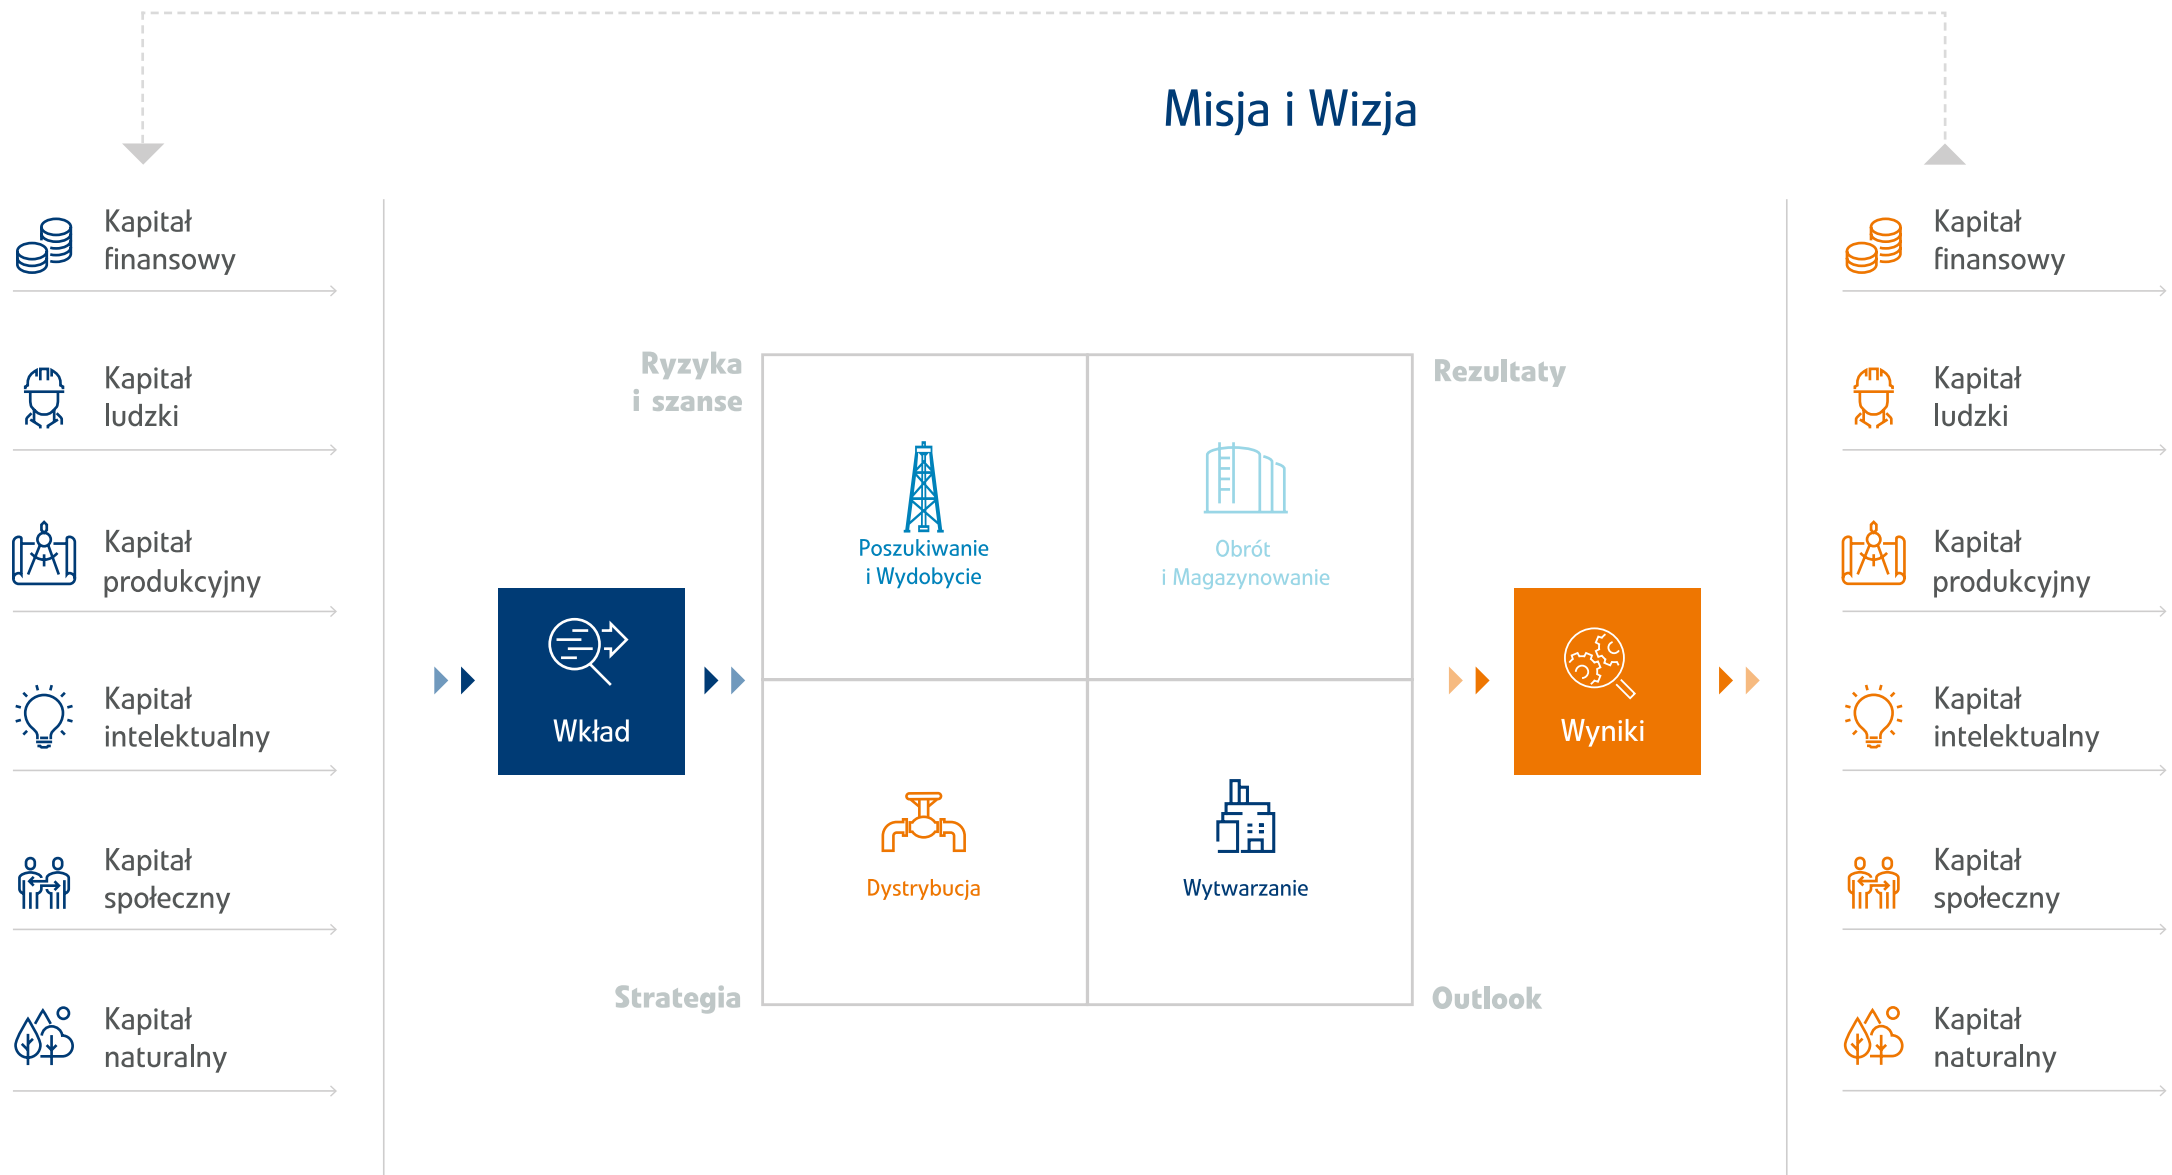 Misja i Wizja
Kapitał
finansowy
Kapitał
ludzki
Kapitał
produkcyjny
Kapitał
intelektualny
Kapitał
społeczny
Kapitał
naturalny
Wkład
Ryzyka
i szanse
Rezultaty
Poszukiwanie
i Wydobycie
Obrót
i Magazynowanie
Dystrybucja
Wytwarzanie
Strategia
Outlook
Wyniki
Kapitał
finansowy
Kapitał
ludzki
Kapitał
produkcyjny
Kapitał
intelektualny
Kapitał
społeczny
Kapitał
naturalny